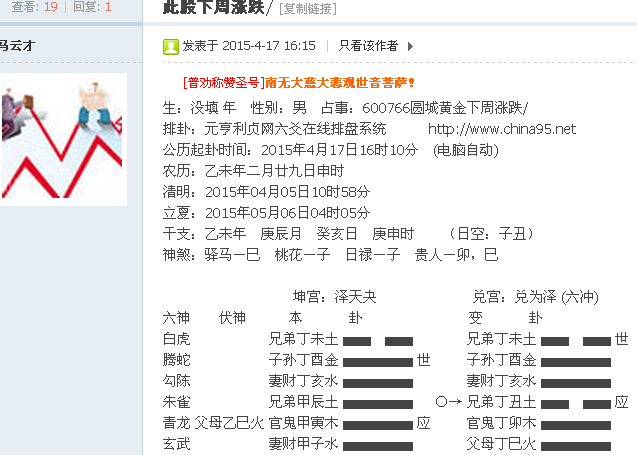 查看: 19 | 回复: 1
此股下周涨跌/ [复制链接]
马云才
发表于 2015-4-17 16:15 | 只看该作者
[普劝称赞圣号]南无大慈大悲观世音菩萨!
生：没填 年 性别：男 占事：600766圆城黄金下周涨跌/
排卦：元亨利贞网六爻在线排盘系统 http://www.china95.net
公历起卦时间：2015年4月17日16时10分 (电脑自动)
农历：乙未年二月廿九日申时
清明：2015年04月05日10时58分
立夏：2015年05月06日04时05分
干支：乙未年 庚辰月 癸亥日 庚申时 （日空：子丑）
神煞：驿马—巳 桃花—子 日禄—子 贵人—卯，巳
坤宫：泽天夬 兑宫：兑为泽 (六冲)
六神 伏神 本 卦 变 卦
白虎 兄弟丁未土 兄弟丁未土 世
腾蛇 子孙丁酉金 世 子孙丁酉金
勾陈 妻财丁亥水 妻财丁亥水
朱雀 兄弟甲辰土 ○→ 兄弟丁丑土 应
青龙 父母乙巳火 官鬼甲寅木 应 官鬼丁卯木
玄武 妻财甲子水 父母丁巳火